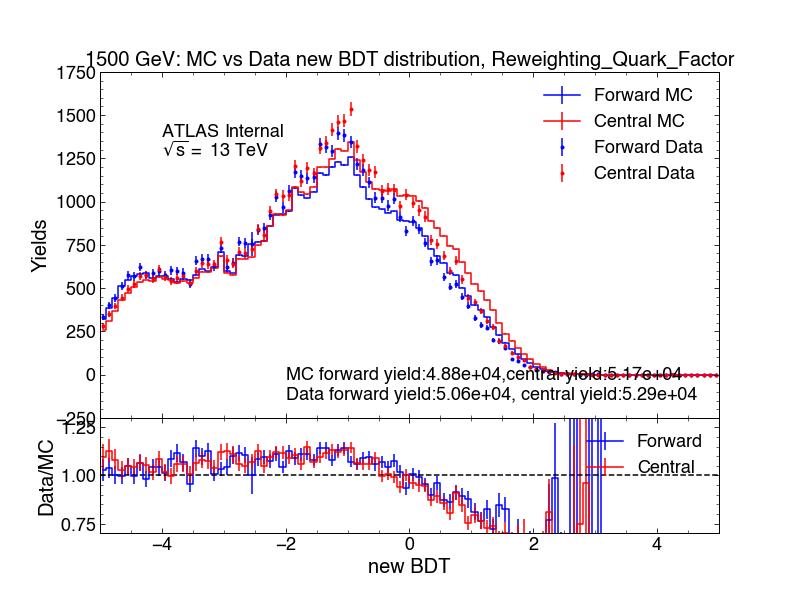 1500 GeV: MC vs Data new BDT distribution, Reweighting_Quark_Factor
1750
1500
1250
1000
750
500
250
0
−250
Yields
ATLAS Internal
√s = 13 TeV
Forward MC
Central MC
Forward Data
Central Data
MC forward yield:4.88e+04,central yield:5.17e+04
Data forward yield:5.06e+04, central yield:5.29e+04
1.25
1.00
0.75
Data/MC
Forward
Central
−4
−2
0
2
4
new BDT